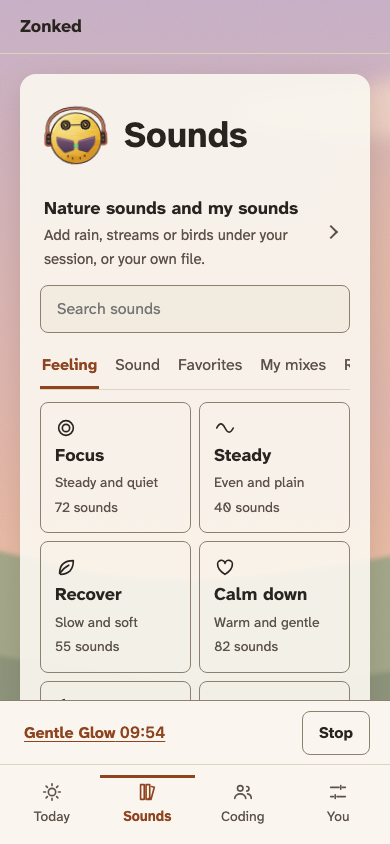 Zonked
Sounds
Nature sounds and my sounds
Add rain, streams or birds under your
session, or your own file.
Search sounds
Feeling Sound Favorites My mixes
Focus
Steady and quiet
72 sounds
Steady
Even and plain
40 sounds
Recover
Slow and soft
55 sounds
Calm down
Warm and gentle
82 sounds
Gentle Glow 09:54
Stop
Today
Sounds
Coding
You